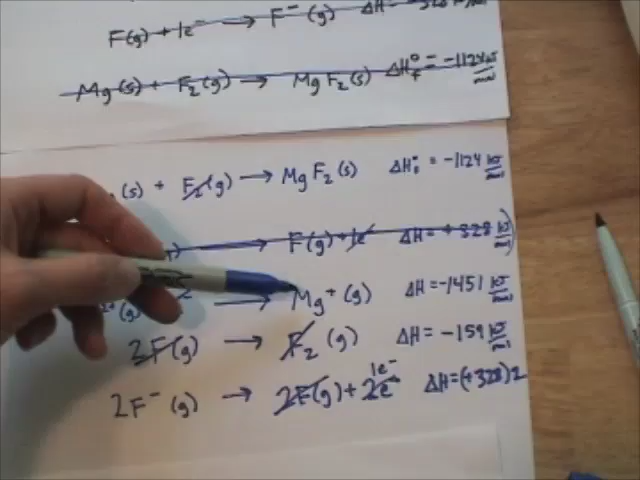 F(g) + 1e⁻ → F⁻(g) ΔH=
Mg(s) + F₂(g) → MgF₂(s) ΔH°f = -1124 kJ/mol
(s) + F₂(g) → MgF₂(s) ΔH° = -1124 kJ/mol
→ F(g) + 1e⁻ ΔH = +328 kJ/mol
(g) → Mg⁺(g) ΔH = -1451 kJ/mol
2F(g) → F₂(g) ΔH = -159 kJ/mol
2F⁻(g) → 2F(g) + 2e⁻ 1e⁻ ΔH = (+328)2